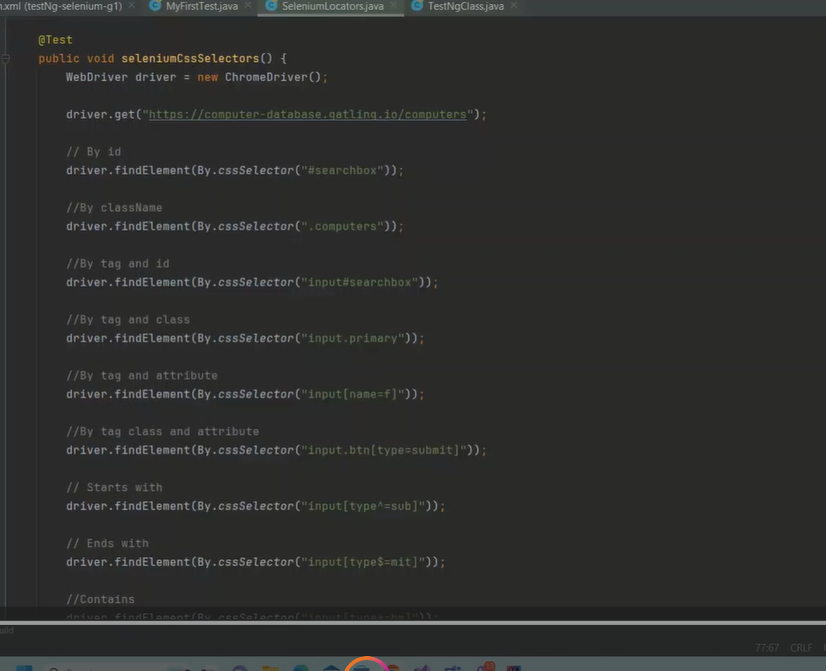 n.xml (testNg-selenium-g1) MyFirstTest.java SeleniumLocators.java TestNgClass.java
@Test
public void seleniumCssSelectors() {
WebDriver driver = new ChromeDriver();
driver.get("https://computer-database.gatling.io/computers");
// By id
driver.findElement(By.cssSelector("#searchbox"));
//By className
driver.findElement(By.cssSelector(".computers"));
//By tag and id
driver.findElement(By.cssSelector("input#searchbox"));
//By tag and class
driver.findElement(By.cssSelector("input.primary"));
//By tag and attribute
driver.findElement(By.cssSelector("input[name=f]"));
//By tag class and attribute
driver.findElement(By.cssSelector("input.btn[type=submit]"));
// Starts with
driver.findElement(By.cssSelector("input[type^=sub]"));
// Ends with
driver.findElement(By.cssSelector("input[type$=mit]"));
//Contains
driver.findElement(By.cssSelector("input
uild
77:67 CRLF